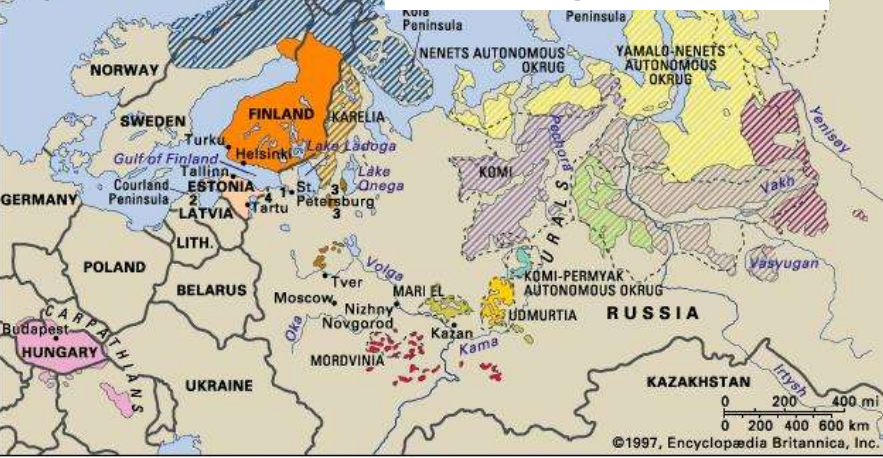 Kola
Peninsula
Peninsula
NENETS AUTONOMOUS
OKRUG
YAMALO-NENETS
AUTONOMOUS
OKRUG
NORWAY
SWEDEN
FINLAND
KARELIA
Turku
Helsinki
Lake Ladoga
Gulf of Finland
Tallinn
Lake
Onega
Courland
Peninsula
ESTONIA
2
4
1
St.
Petersburg
3
3
LATVIA
Tartu
GERMANY
LITH.
POLAND
BELARUS
Pechora
KOMI
URALS
Yenisey
Vakh
Vasyugan
Volga
Tver
Moscow
MARI EL
Nizhny
Novgorod
Oka
Kazan
Kama
KOMI-PERMYAK
AUTONOMOUS OKRUG
UDMURTIA
RUSSIA
MORDVINIA
CARPATHIANS
Budapest
HUNGARY
UKRAINE
KAZAKHSTAN
Irtysh
0 200 400 mi
0 200 400 600 km
©1997, Encyclopædia Britannica, Inc.